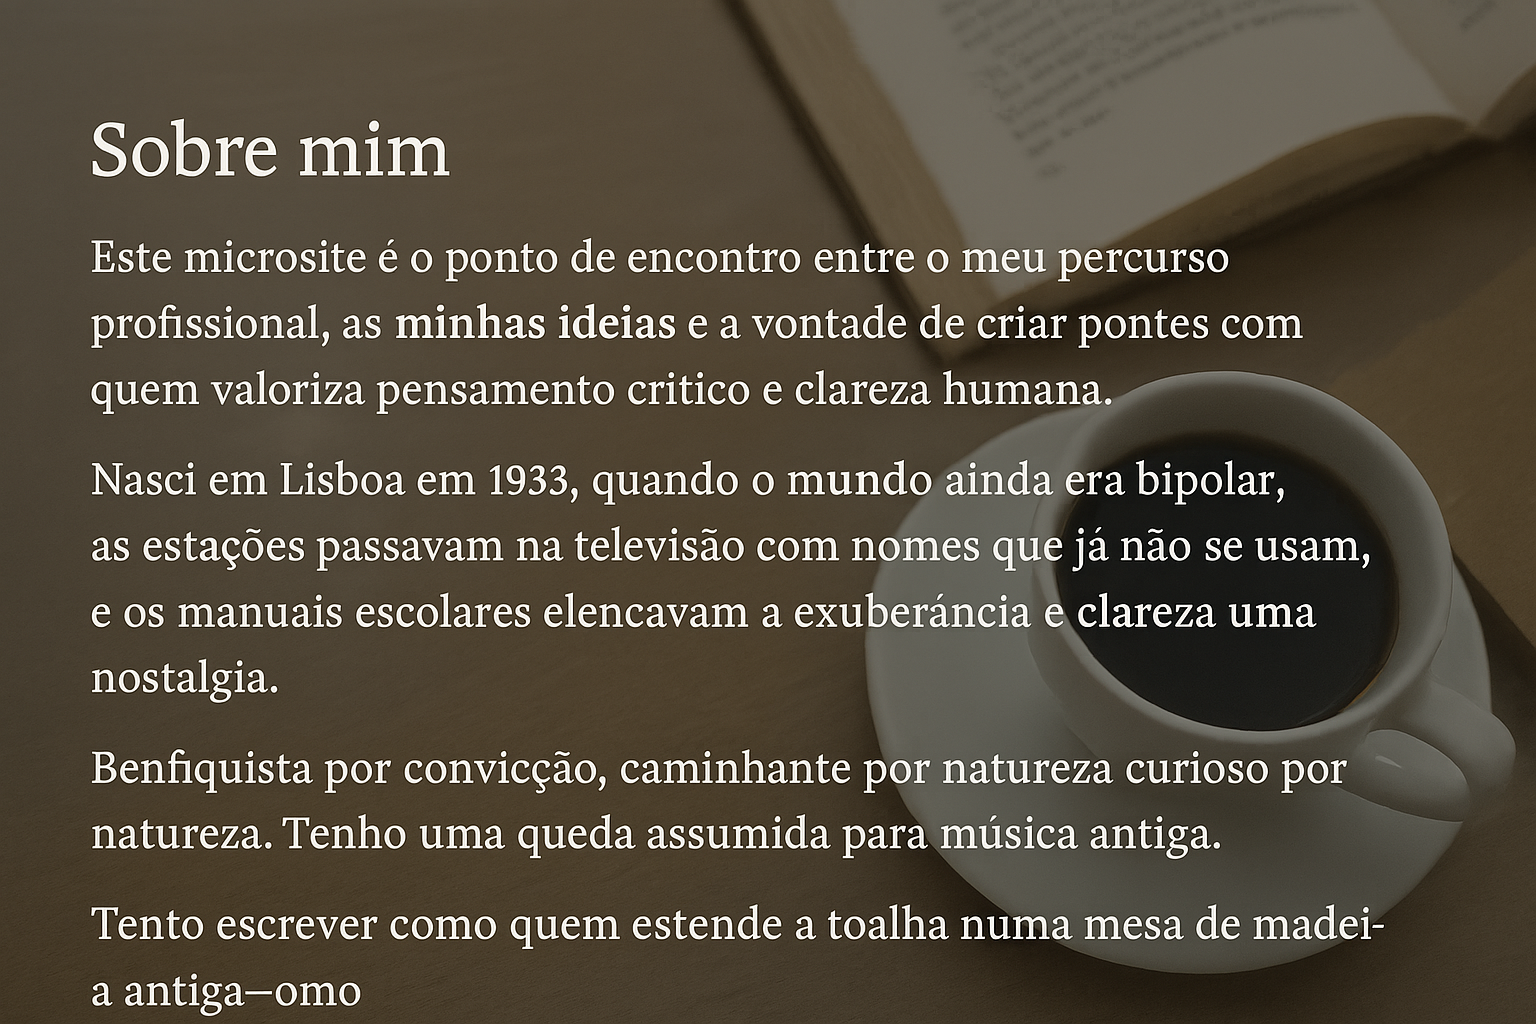 Sobre mim
Este microsite é o ponto de encontro entre o meu percurso
profissional, as minhas ideias e a vontade de criar pontes com
quem valoriza pensamento critico e clareza humana.
Nasci em Lisboa em 1933, quando o mundo ainda era bipolar,
as estações passavam na televisão com nomes que já não se usam,
e os manuais escolares elencavam a exuberáncia e clareza uma
nostalgia.
Benfiquista por convicção, caminhante por natureza curioso por
natureza. Tenho uma queda assumida para música antiga.
Tento escrever como quem estende a toalha numa mesa de madei-
a antiga—omo